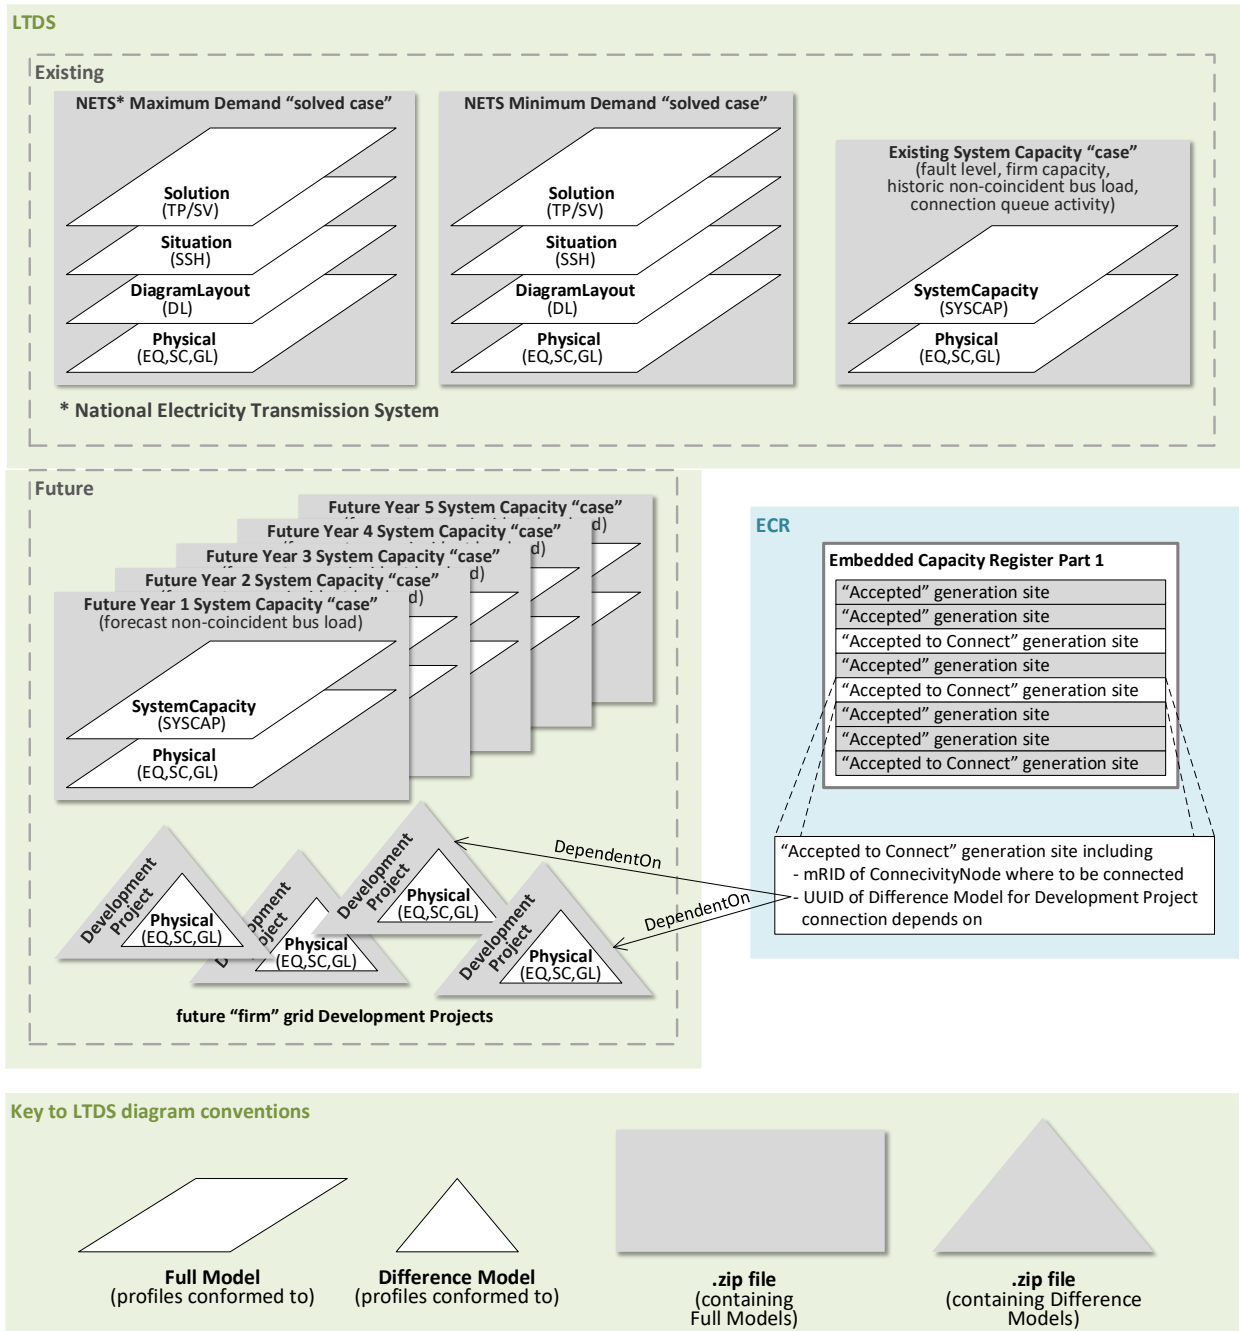 LTDS
Existing
NETS* Maximum Demand “solved case”
Solution
(TP/SV)
Situation
(SSH)
DiagramLayout
(DL)
Physical
(EQ,SC,GL)
NETS Minimum Demand “solved case”
Solution
(TP/SV)
Situation
(SSH)
DiagramLayout
(DL)
Physical
(EQ,SC,GL)
Existing System Capacity “case”
(fault level, firm capacity,
historic non-coincident bus load,
connection queue activity)
SystemCapacity
(SYSCAP)
Physical
(EQ,SC,GL)
* National Electricity Transmission System
Future
Future Year 5 System Capacity “case”
Future Year 4 System Capacity “case”
Future Year 3 System Capacity “case”
Future Year 2 System Capacity “case”
Future Year 1 System Capacity “case”
(forecast non-coincident bus load)
SystemCapacity
(SYSCAP)
Physical
(EQ,SC,GL)
Development
Project
Physical
(EQ,SC,GL)
Physical
(EQ,SC,GL)
Development
Project
Physical
(EQ,SC,GL)
Development
Project
Physical
(EQ,SC,GL)
DependentOn
DependentOn
future “firm” grid Development Projects
ECR
Embedded Capacity Register Part 1
“Accepted” generation site
“Accepted” generation site
“Accepted to Connect” generation site
“Accepted” generation site
“Accepted to Connect” generation site
“Accepted” generation site
“Accepted” generation site
“Accepted to Connect” generation site
“Accepted to Connect” generation site including
- mRID of ConnecivityNode where to be connected
- UUID of Difference Model for Development Project
connection depends on
Key to LTDS diagram conventions
Full Model
(profiles conformed to)
Difference Model
(profiles conformed to)
.zip file
(containing
Full Models)
.zip file
(containing Difference
Models)